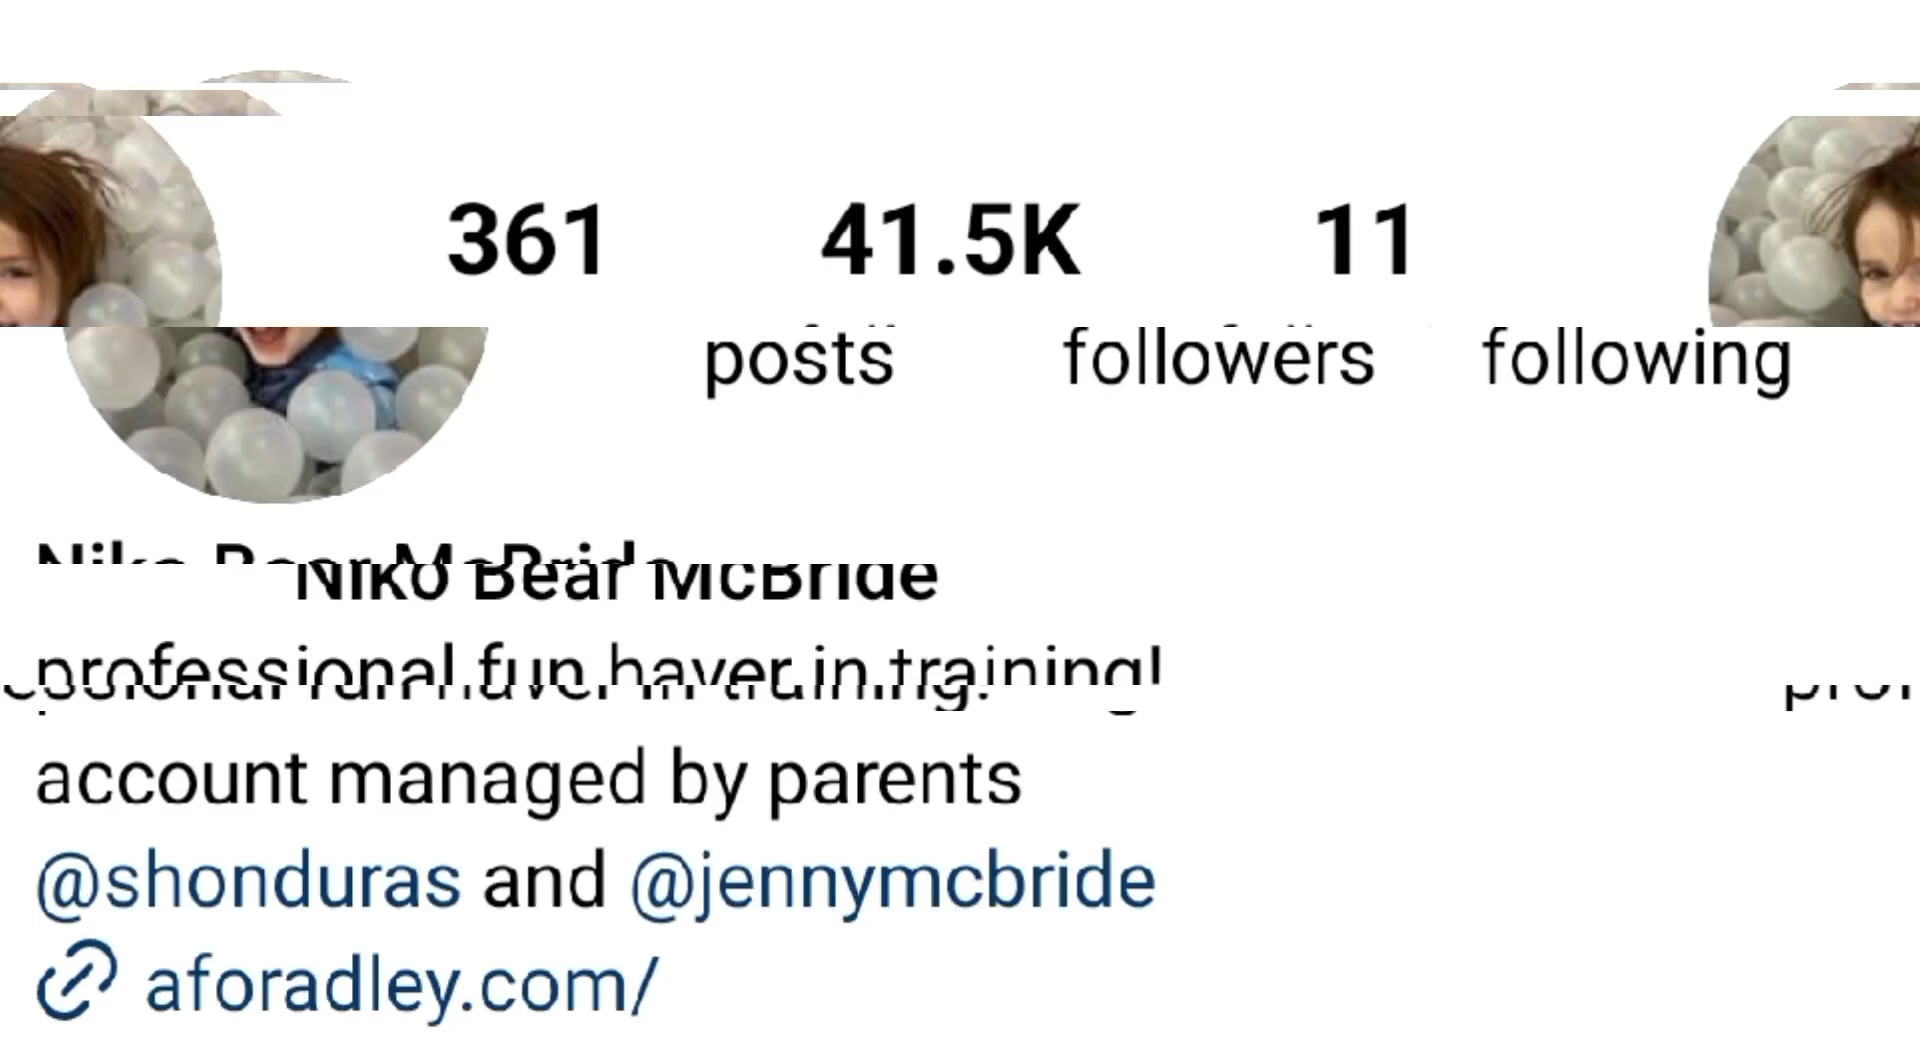 361 41.5K 11
posts followers following
Niko Bear McBride
professional fun haver in training!
account managed by parents
@shonduras and @jennymcbride
aforadley.com/